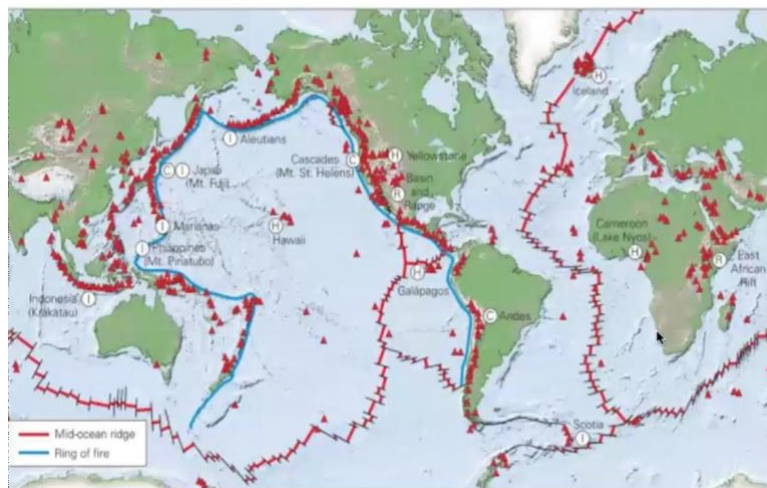 H
Iceland
I Aleutians
Cascades C
(Mt. St. Helens)
H Yellowstone
Basin
and
R Range
C I Japan
(Mt. Fuji)
I Marianas
I Philippines
(Mt. Pinatubo)
H
Hawaii
Cameroon
(Lake Nyos)
H
R East
African
Rift
Indonesia I
(Krakatau)
H
Galápagos
C Andes
Scotia
I
Mid-ocean ridge
Ring of fire